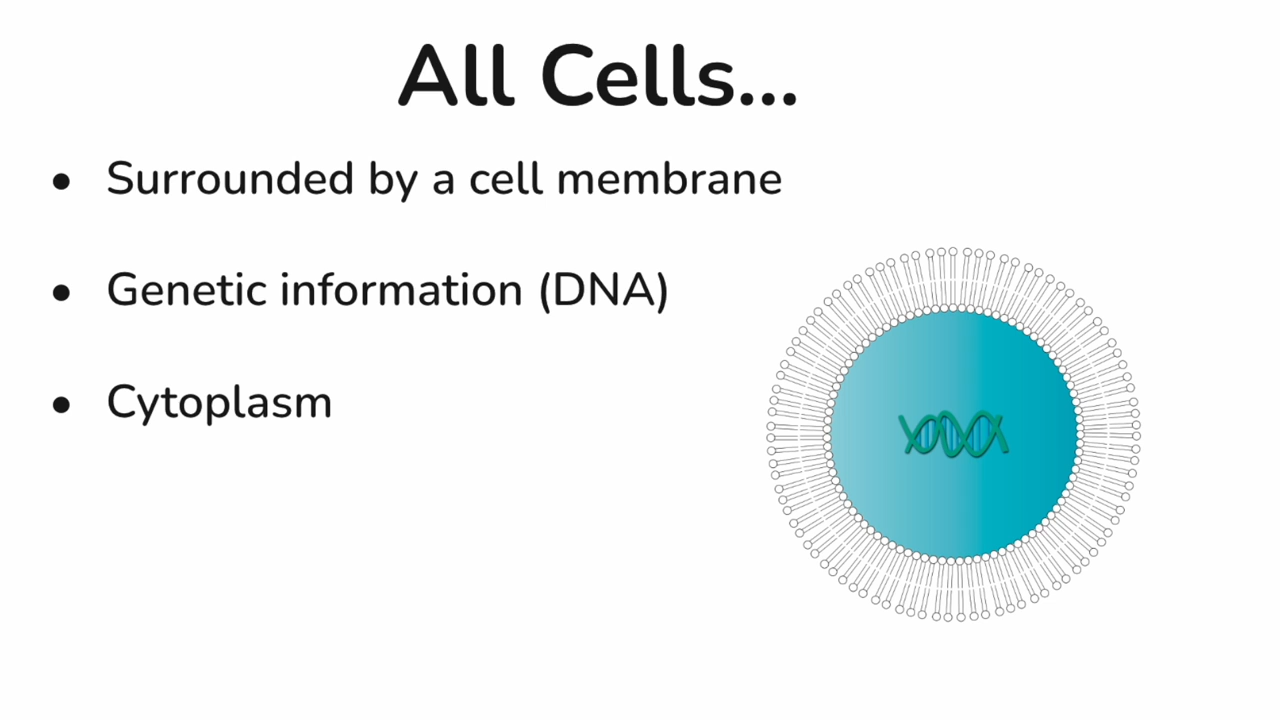 All Cells...
• Surrounded by a cell membrane
• Genetic information (DNA)
• Cytoplasm